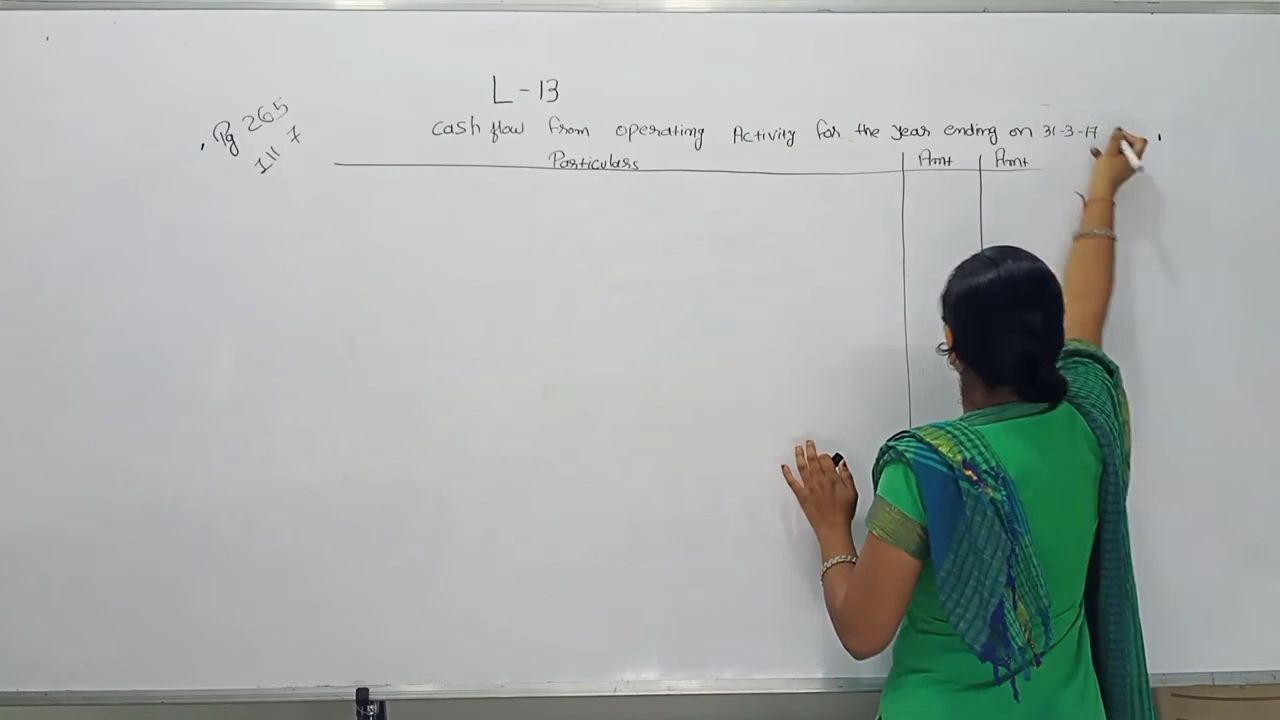 L - 13
Pg 265
Ill 7
Cash flow from operating Activity for the year ending on 31-3-17
Particulars Amt Amt